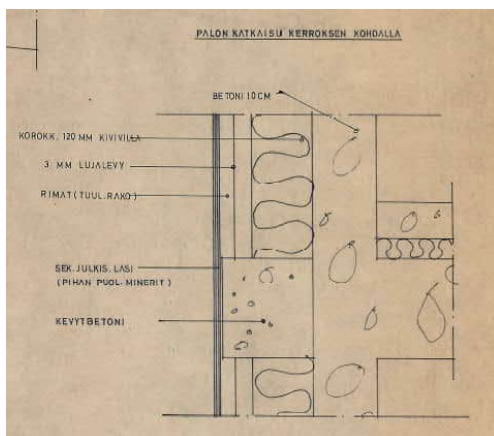 PALON KATKAISU KERROKSEN KOHDALLA
BETONI 10 CM
KOROKK. 120 MM KIVIVILLA
3 MM LUJALEVY
RIMAT (TUUL. RAKO)
SEK. JULKIS. LASI
(PIHAN PUOL. MINERIT)
KEVYTBETONI